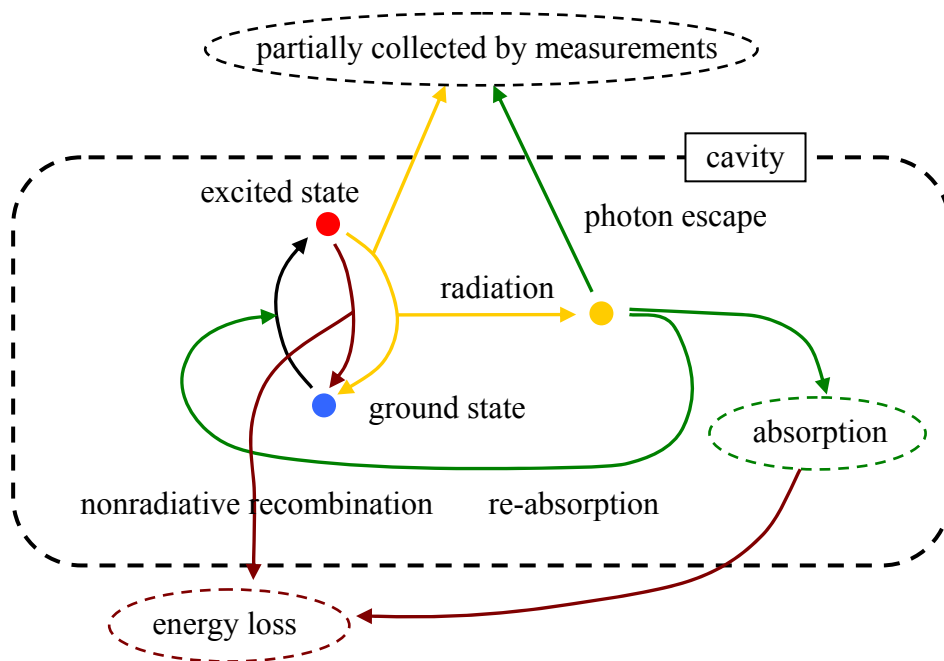 partially collected by measurements
cavity
excited state
photon escape
radiation
ground state
absorption
nonradiative recombination
re-absorption
energy loss